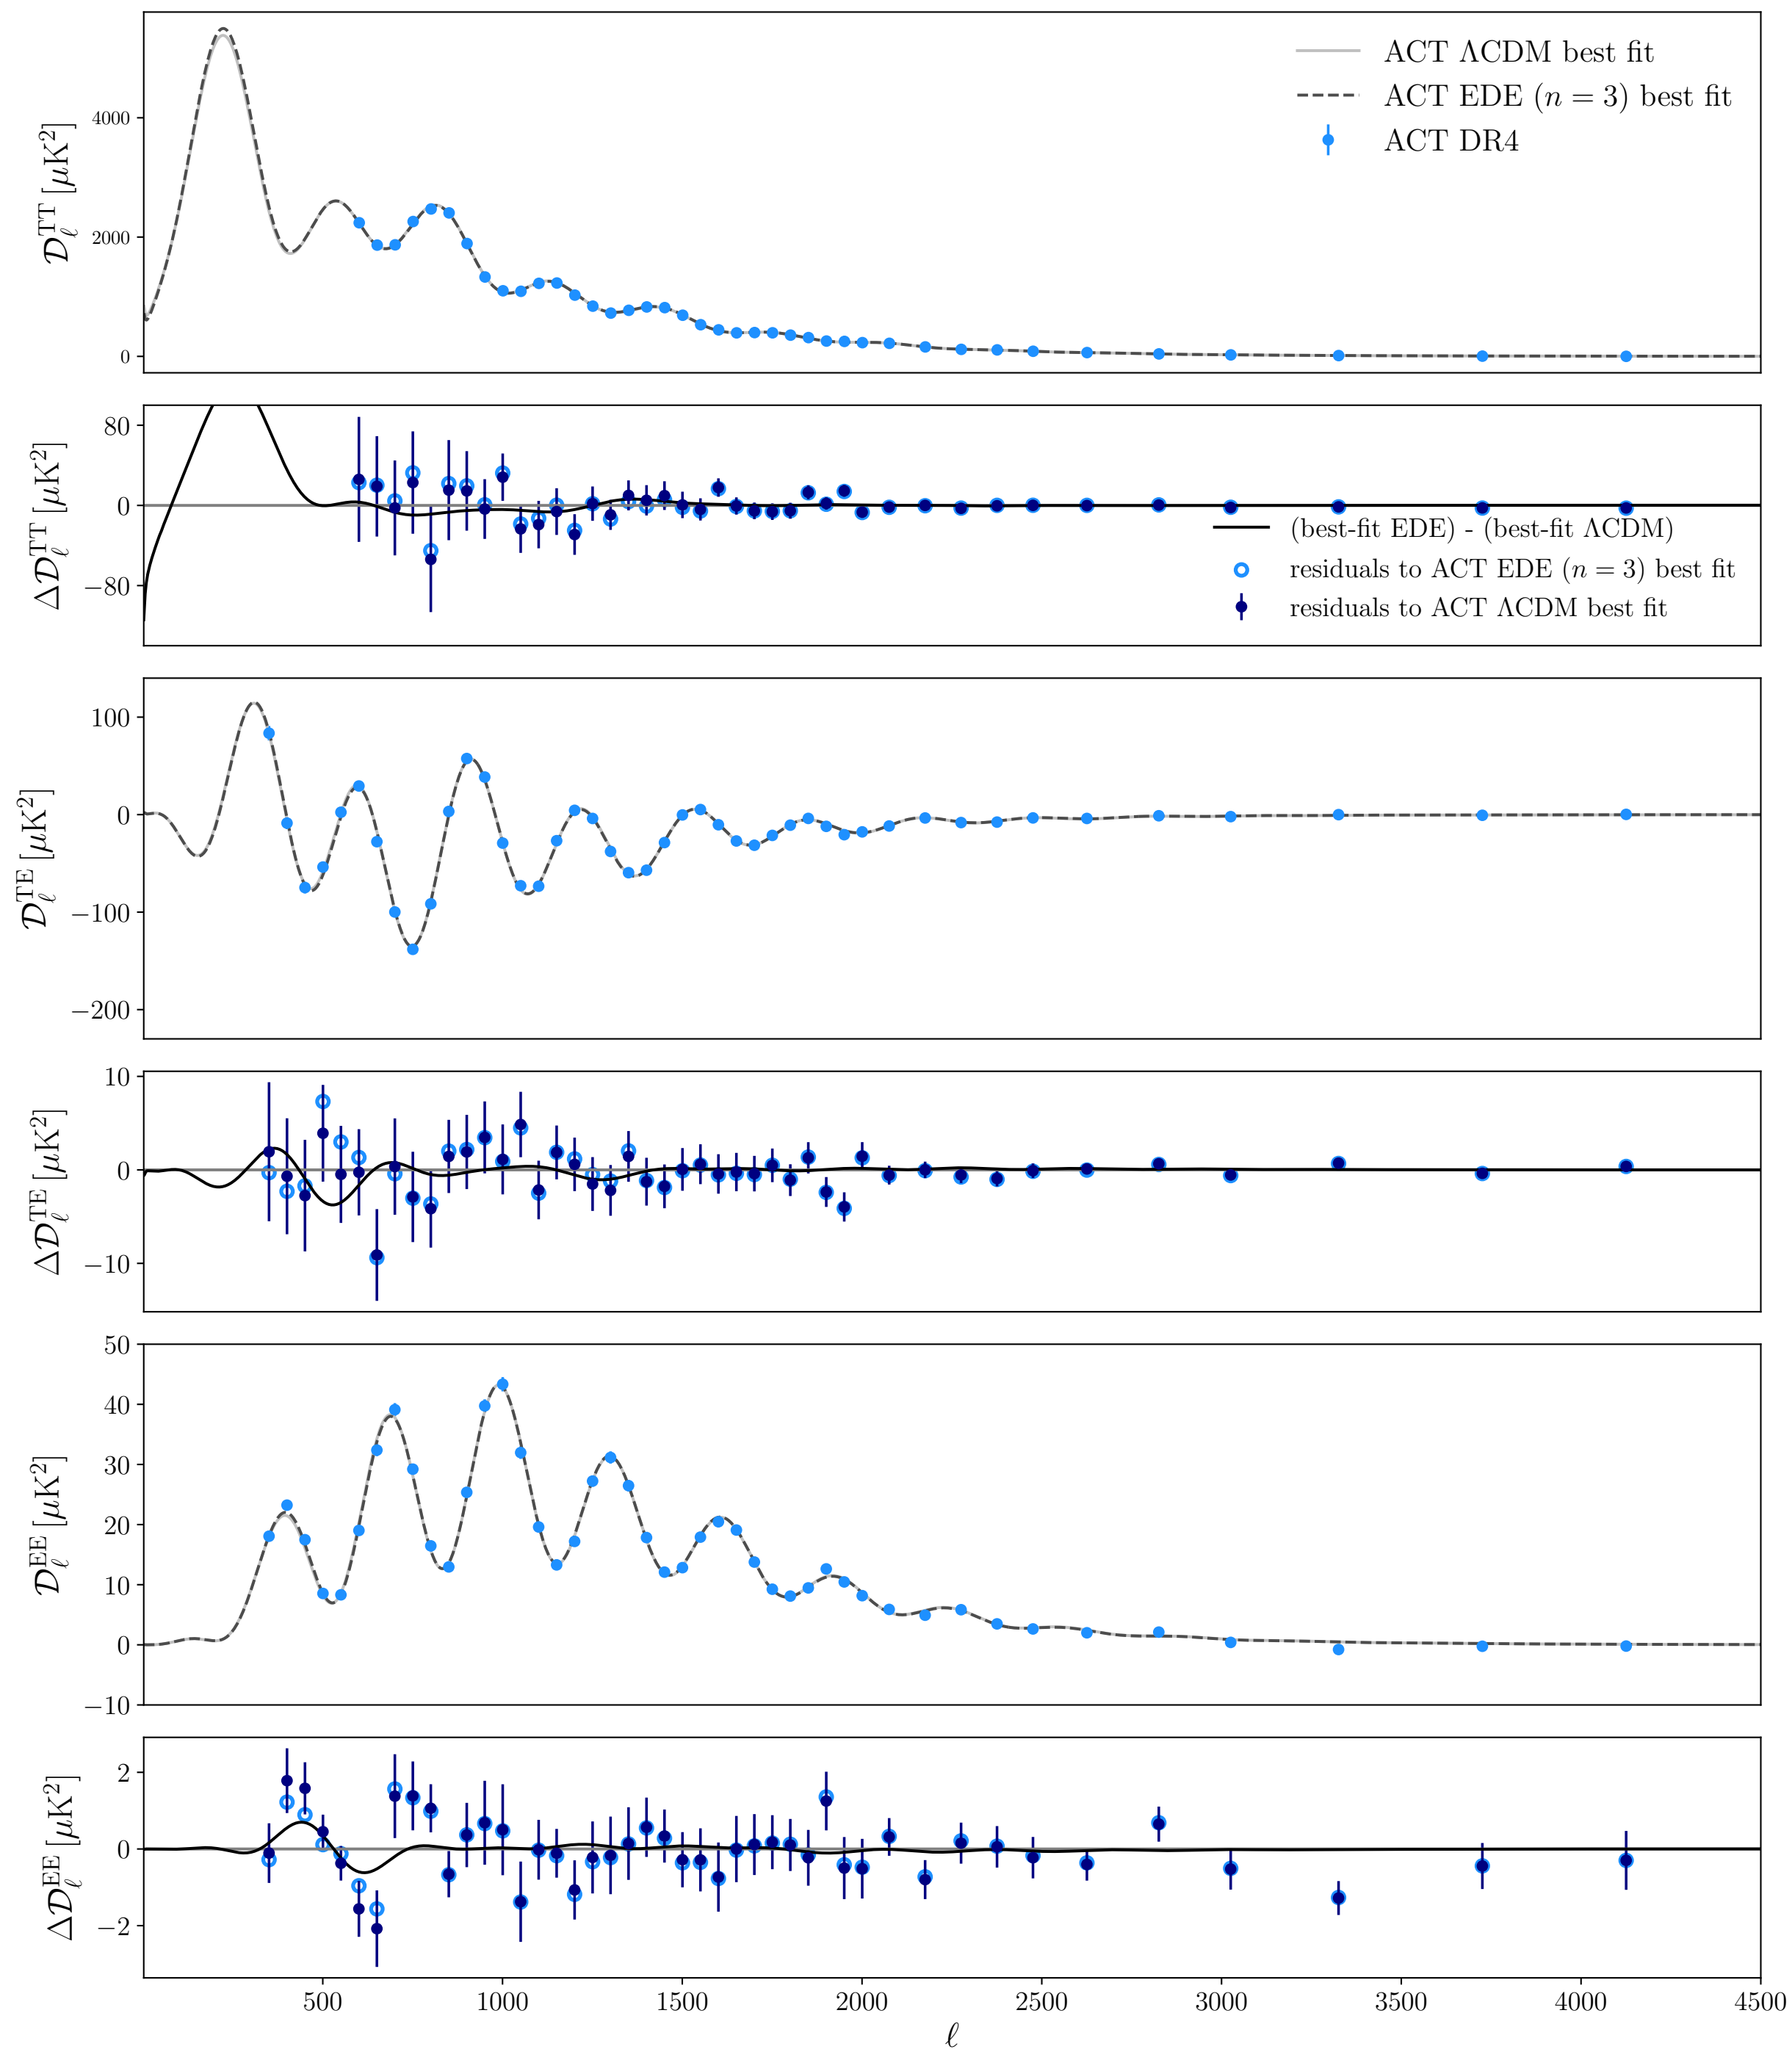 ACT ΛCDM best fit
ACT EDE (n = 3) best fit
ACT DR4
4000
2000
0
𝒟_ℓ^TT [μK²]
80
0
−80
Δ𝒟_ℓ^TT [μK²]
(best-fit EDE) - (best-fit ΛCDM)
residuals to ACT EDE (n = 3) best fit
residuals to ACT ΛCDM best fit
100
0
−100
−200
𝒟_ℓ^TE [μK²]
10
0
−10
Δ𝒟_ℓ^TE [μK²]
50
40
30
20
10
0
−10
𝒟_ℓ^EE [μK²]
2
0
−2
Δ𝒟_ℓ^EE [μK²]
500 1000 1500 2000 2500 3000 3500 4000 4500
ℓ